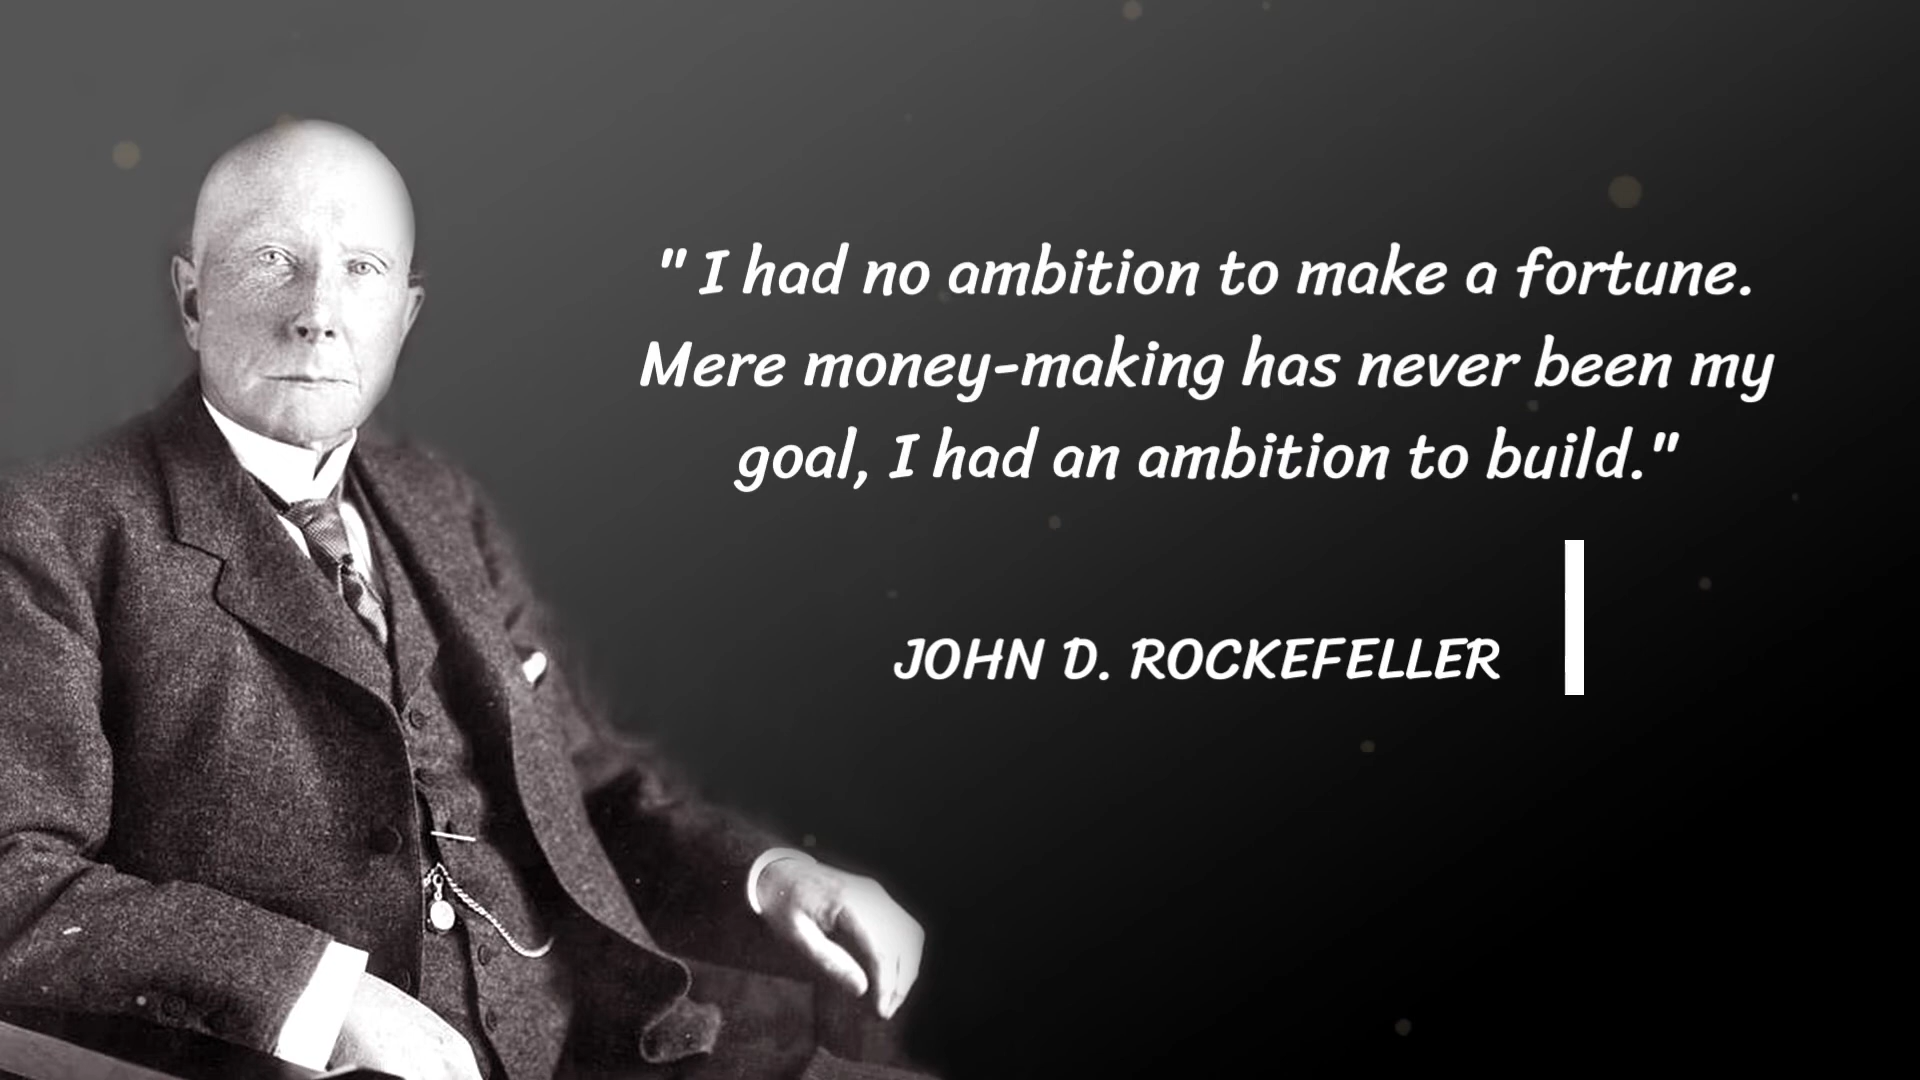 " I had no ambition to make a fortune.
Mere money-making has never been my
goal, I had an ambition to build."
JOHN D. ROCKEFELLER